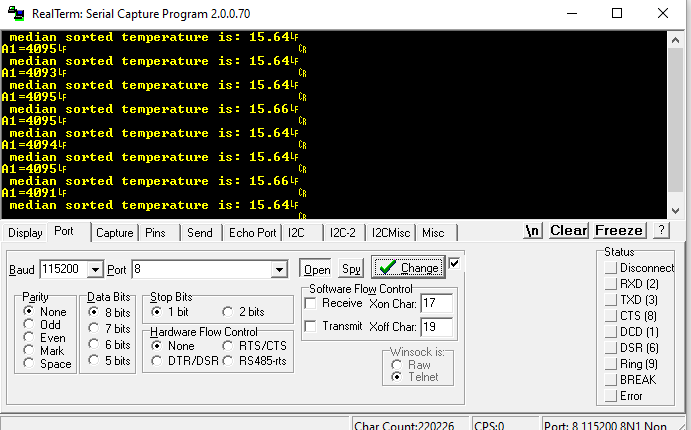 RealTerm: Serial Capture Program 2.0.0.70
median sorted temperature is: 15.64LF
A1=4095LF CR
median sorted temperature is: 15.64LF
A1=4093LF CR
median sorted temperature is: 15.64LF
A1=4095LF CR
median sorted temperature is: 15.66LF
A1=4095LF CR
median sorted temperature is: 15.64LF
A1=4094LF CR
median sorted temperature is: 15.64LF
A1=4095LF CR
median sorted temperature is: 15.66LF
A1=4091LF CR
median sorted temperature is: 15.64LF
CR
Display Port Capture Pins Send Echo Port I2C I2C-2 I2CMisc Misc \n Clear Freeze ?
Baud 115200 Port 8 Open Spy Change
Parity
None
Odd
Even
Mark
Space
Data Bits
8 bits
7 bits
6 bits
5 bits
Stop Bits
1 bit 2 bits
Hardware Flow Control
None RTS/CTS
DTR/DSR RS485-rts
Software Flow Control
Receive Xon Char: 17
Transmit Xoff Char: 19
Winsock is:
Raw
Telnet
Status
Disconnect
RXD (2)
TXD (3)
CTS (8)
DCD (1)
DSR (6)
Ring (9)
BREAK
Error
Char Count:220226 CPS:0 Port: 8 115200 8N1 Non